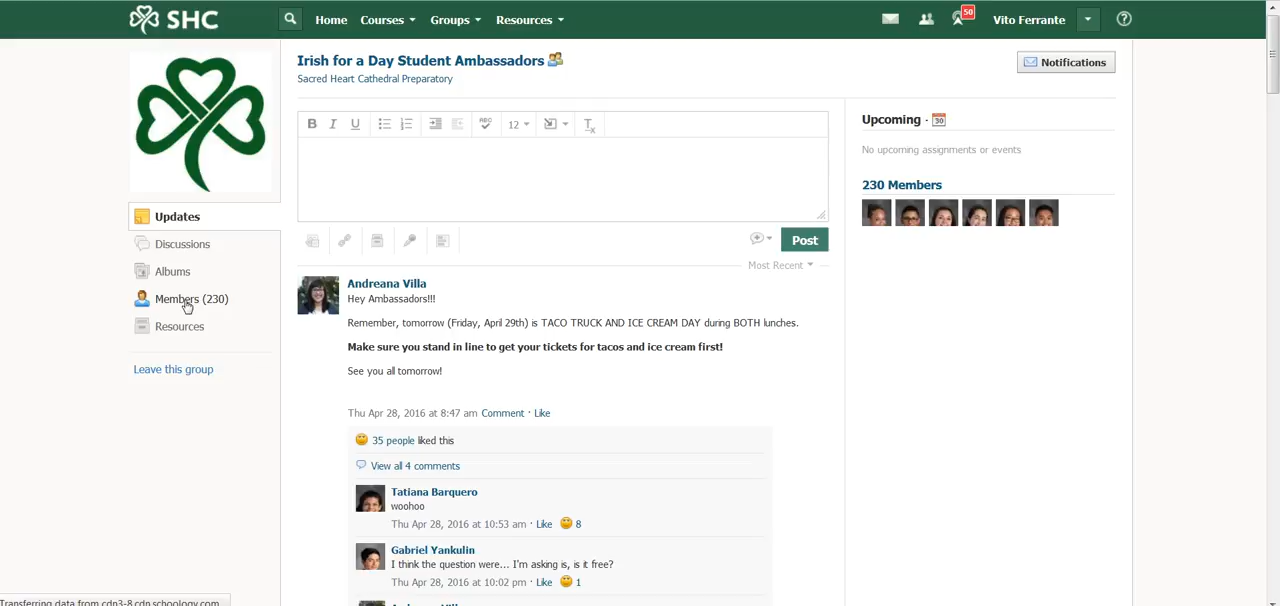 SHC
Home Courses Groups Resources
50
Vito Ferrante
?
Irish for a Day Student Ambassadors
Sacred Heart Cathedral Preparatory
Notifications
B I U ABC 12 Tx
Post
Most Recent
Updates
Discussions
Albums
Members (230)
Resources
Leave this group
Andreana Villa
Hey Ambassadors!!!
Remember, tomorrow (Friday, April 29th) is TACO TRUCK AND ICE CREAM DAY during BOTH lunches.
Make sure you stand in line to get your tickets for tacos and ice cream first!
See you all tomorrow!
Thu Apr 28, 2016 at 8:47 am Comment · Like
35 people liked this
View all 4 comments
Tatiana Barquero
woohoo
Thu Apr 28, 2016 at 10:53 am · Like 8
Gabriel Yankulin
I think the question were... I'm asking is, is it free?
Thu Apr 28, 2016 at 10:02 pm · Like 1
Upcoming · 30
No upcoming assignments or events
230 Members
Transferring data from cdn3-8.cdn.schoology.com